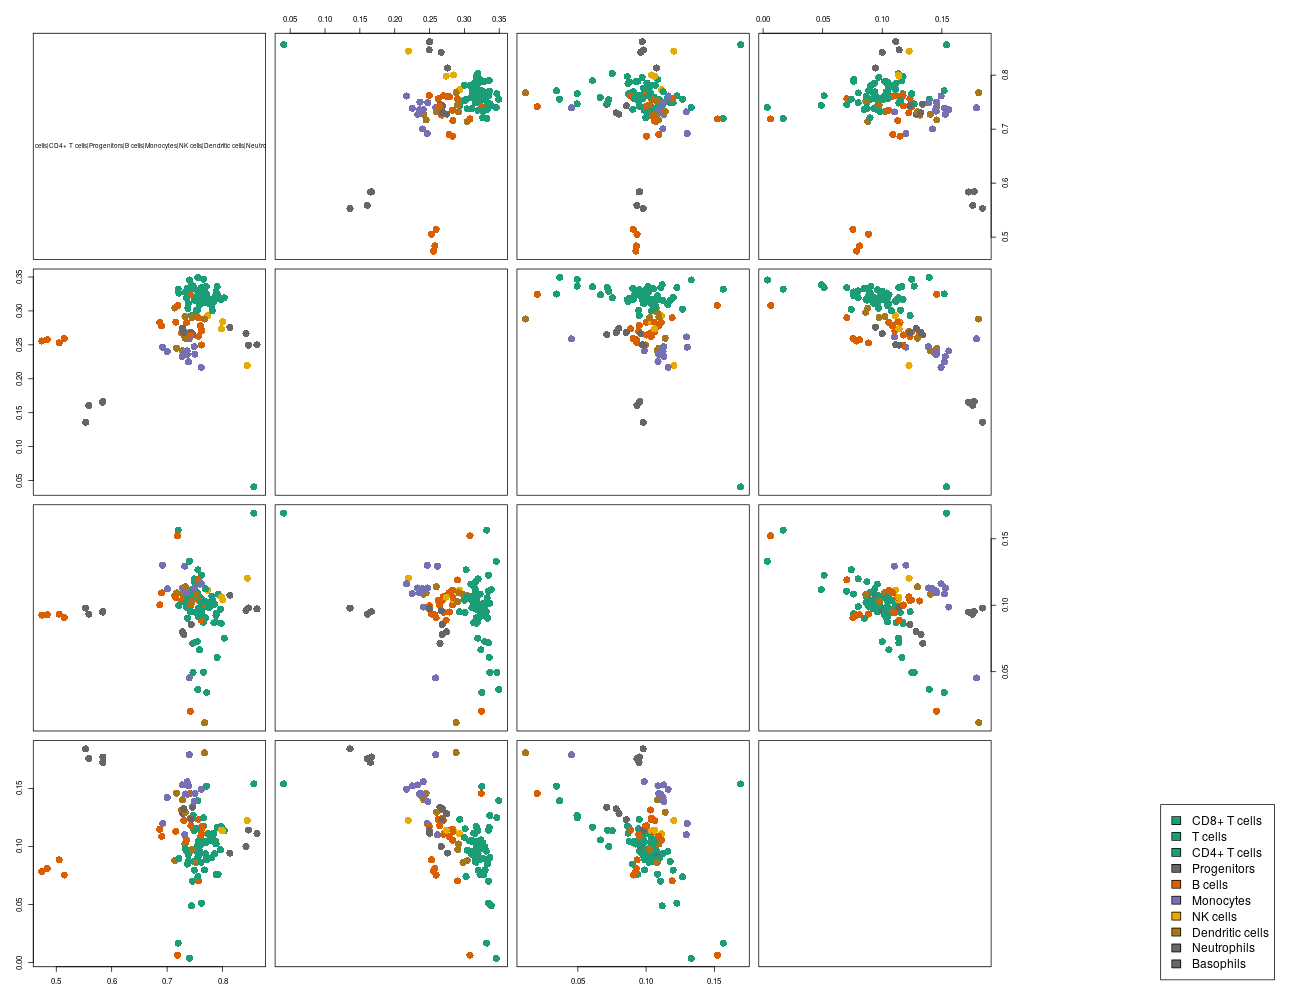 0.05 0.10 0.15 0.20 0.25 0.30 0.35
0.00 0.05 0.10 0.15
cells|CD4+ T cells|Progenitors|B cells|Monocytes|NK cells|Dendritic cells|Neutro
0.8
0.7
0.6
0.5
0.35
0.30
0.25
0.20
0.15
0.10
0.05
0.15
0.10
0.05
0.15
0.10
0.05
0.00
0.5 0.6 0.7 0.8
0.05 0.10 0.15
CD8+ T cells
T cells
CD4+ T cells
Progenitors
B cells
Monocytes
NK cells
Dendritic cells
Neutrophils
Basophils